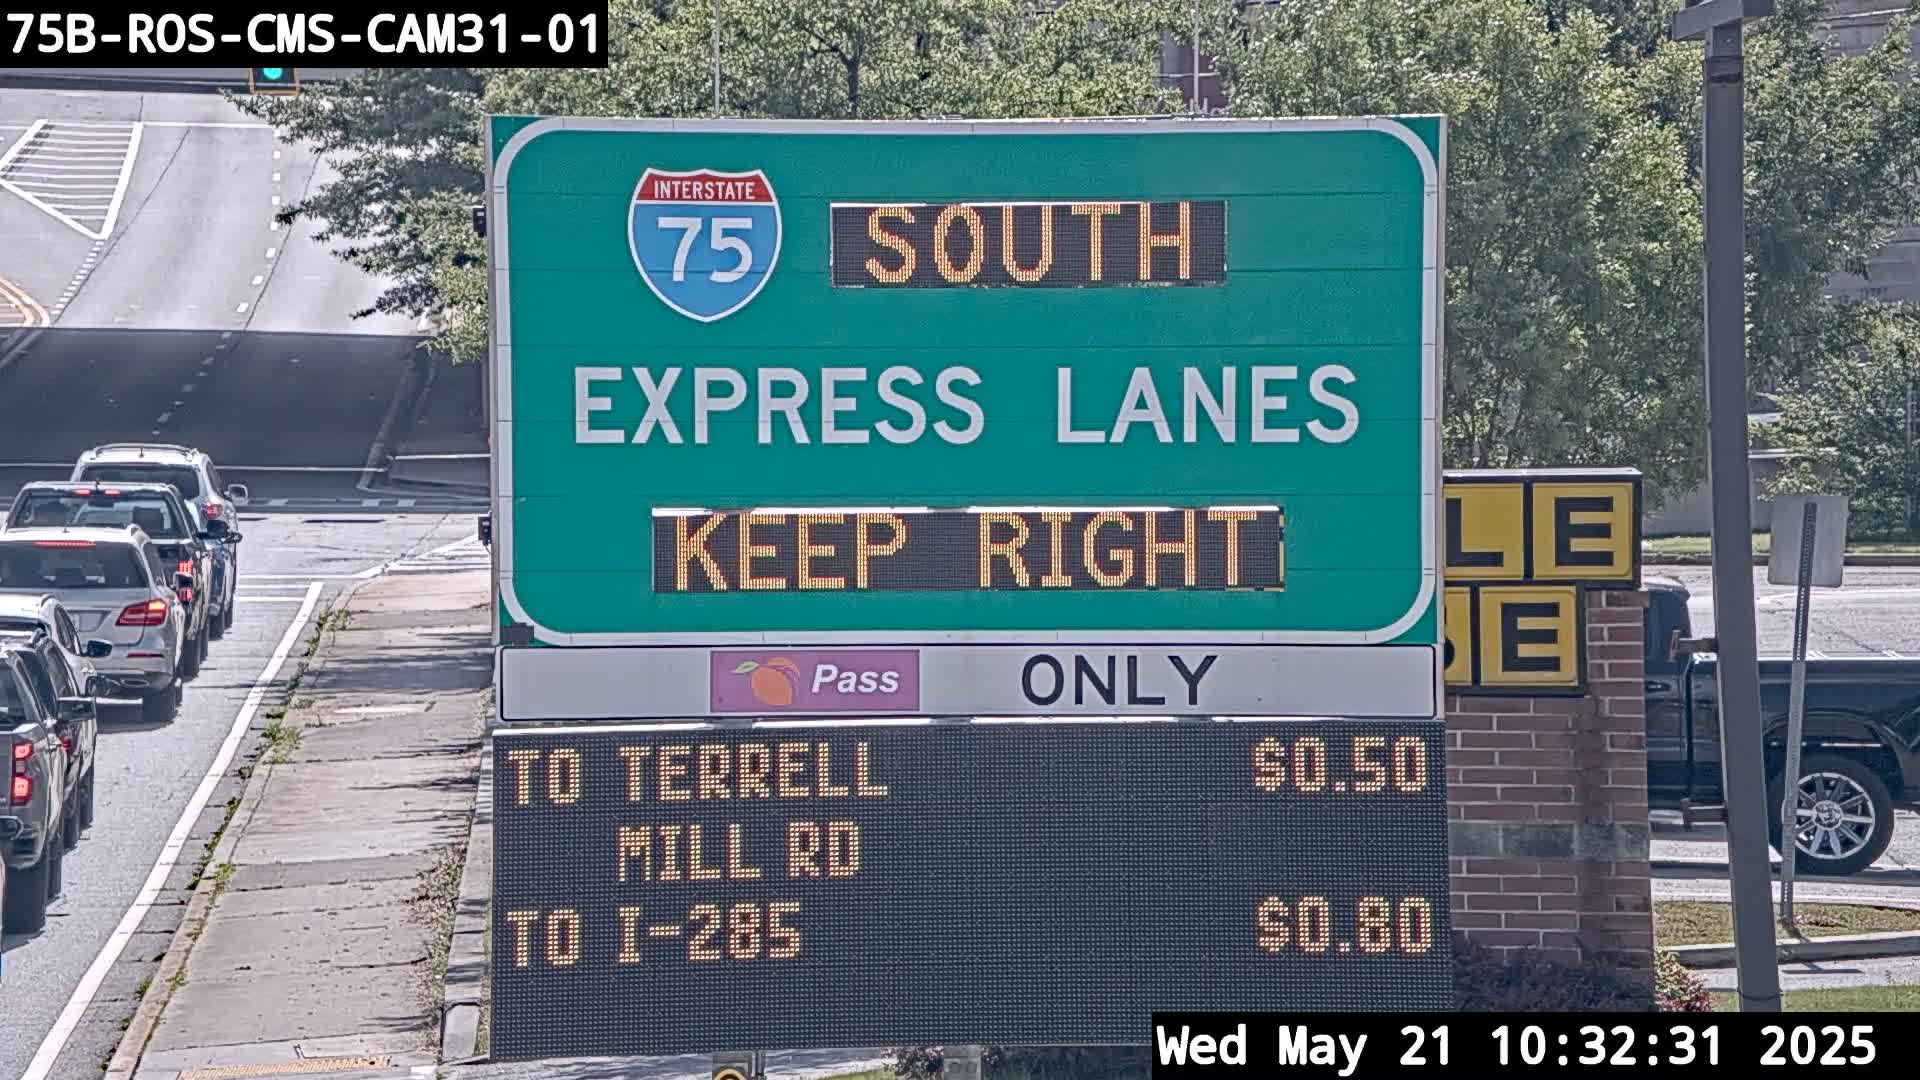 75B-ROS-CMS-CAM31-01
INTERSTATE
75
SOUTH
EXPRESS LANES
KEEP RIGHT
Pass ONLY
TO TERRELL $0.50
MILL RD
TO I-285 $0.80
LE
E
Wed May 21 10:32:31 2025